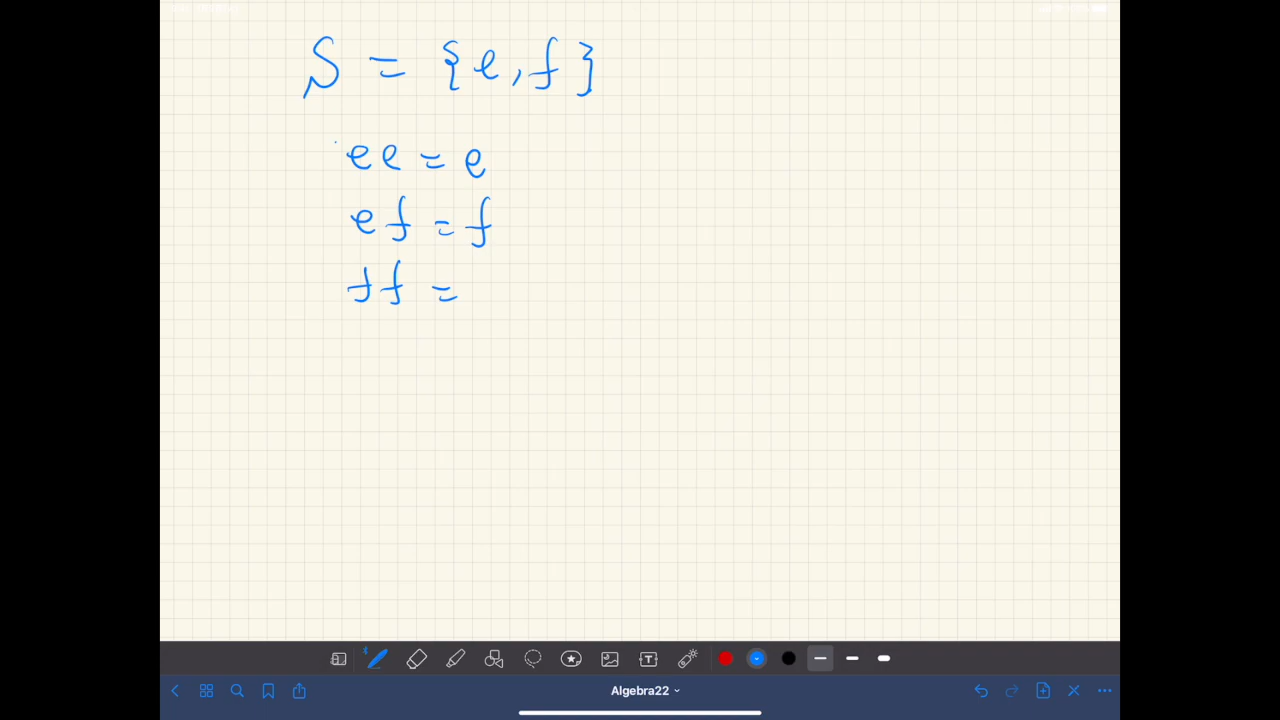 S = {e, f}
ee = e
ef = f
ff =
Algebra22